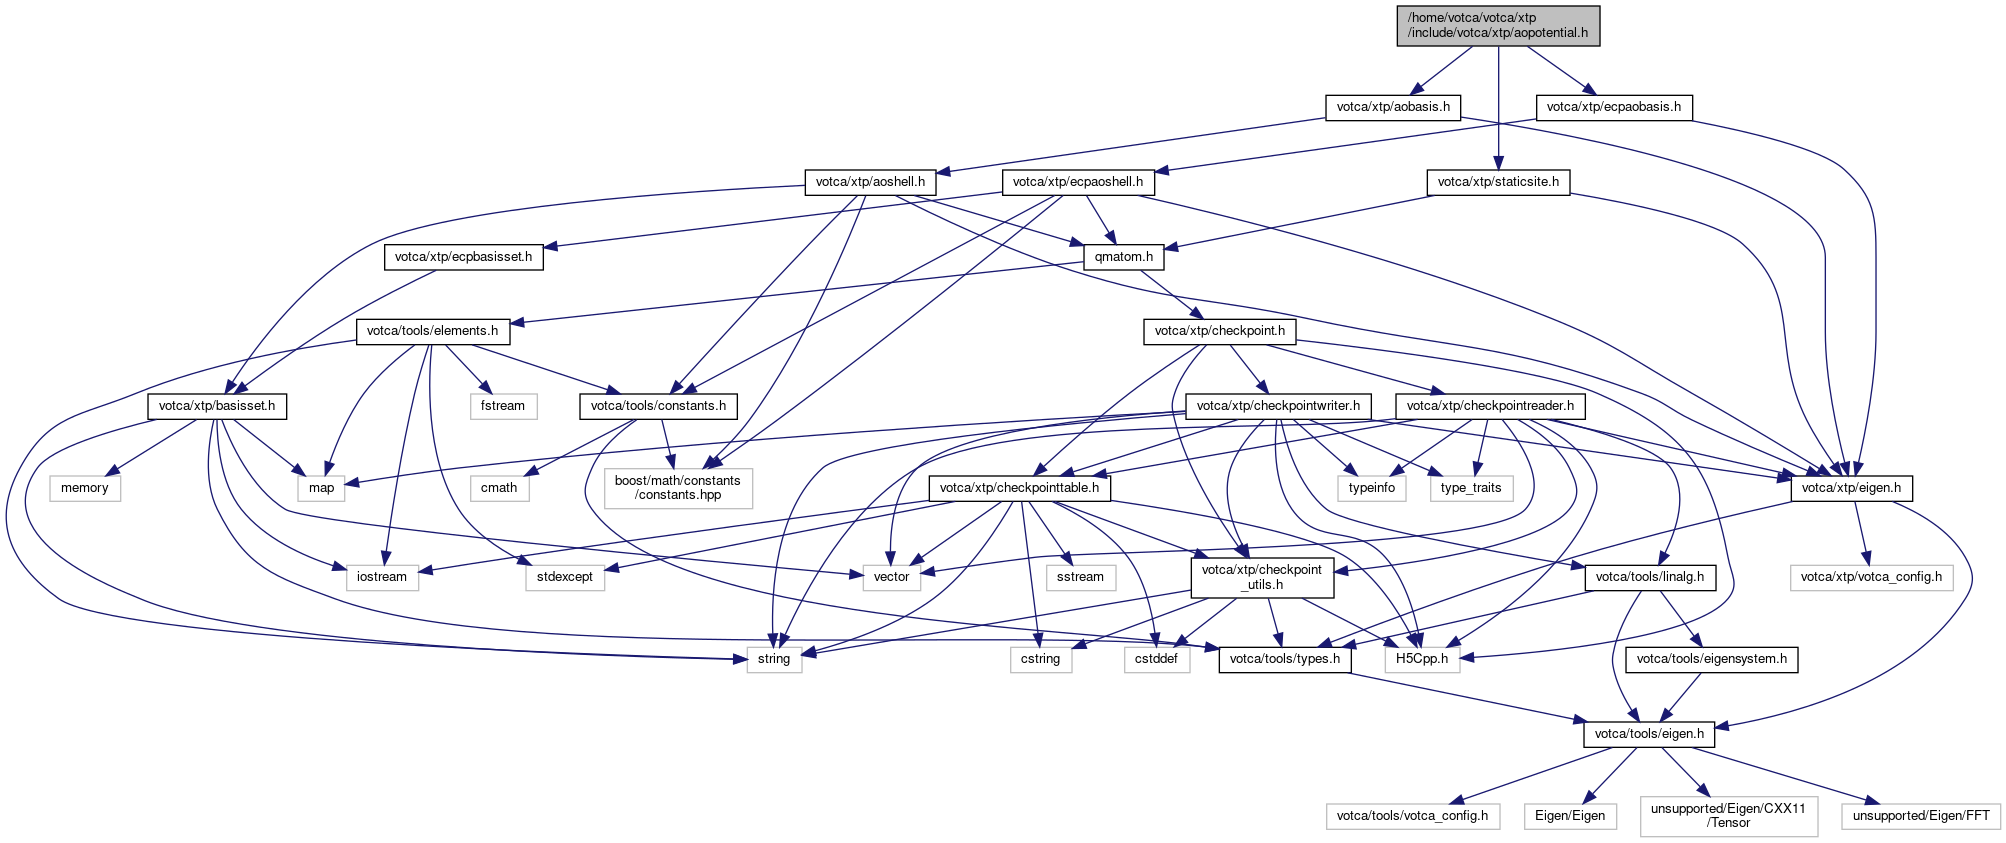 /home/votca/votca/xtp
/include/votca/xtp/aopotential.h
votca/xtp/aobasis.h
votca/xtp/ecpaobasis.h
votca/xtp/aoshell.h
votca/xtp/ecpaoshell.h
votca/xtp/staticsite.h
votca/xtp/ecpbasisset.h
qmatom.h
votca/tools/elements.h
votca/xtp/checkpoint.h
votca/xtp/basisset.h
fstream
votca/tools/constants.h
votca/xtp/checkpointwriter.h
votca/xtp/checkpointreader.h
memory
map
cmath
boost/math/constants
/constants.hpp
votca/xtp/checkpointtable.h
typeinfo
type_traits
votca/xtp/eigen.h
iostream
stdexcept
vector
sstream
votca/xtp/checkpoint
_utils.h
votca/tools/linalg.h
votca/xtp/votca_config.h
string
cstring
cstddef
votca/tools/types.h
H5Cpp.h
votca/tools/eigensystem.h
votca/tools/eigen.h
votca/tools/votca_config.h
Eigen/Eigen
unsupported/Eigen/CXX11
/Tensor
unsupported/Eigen/FFT